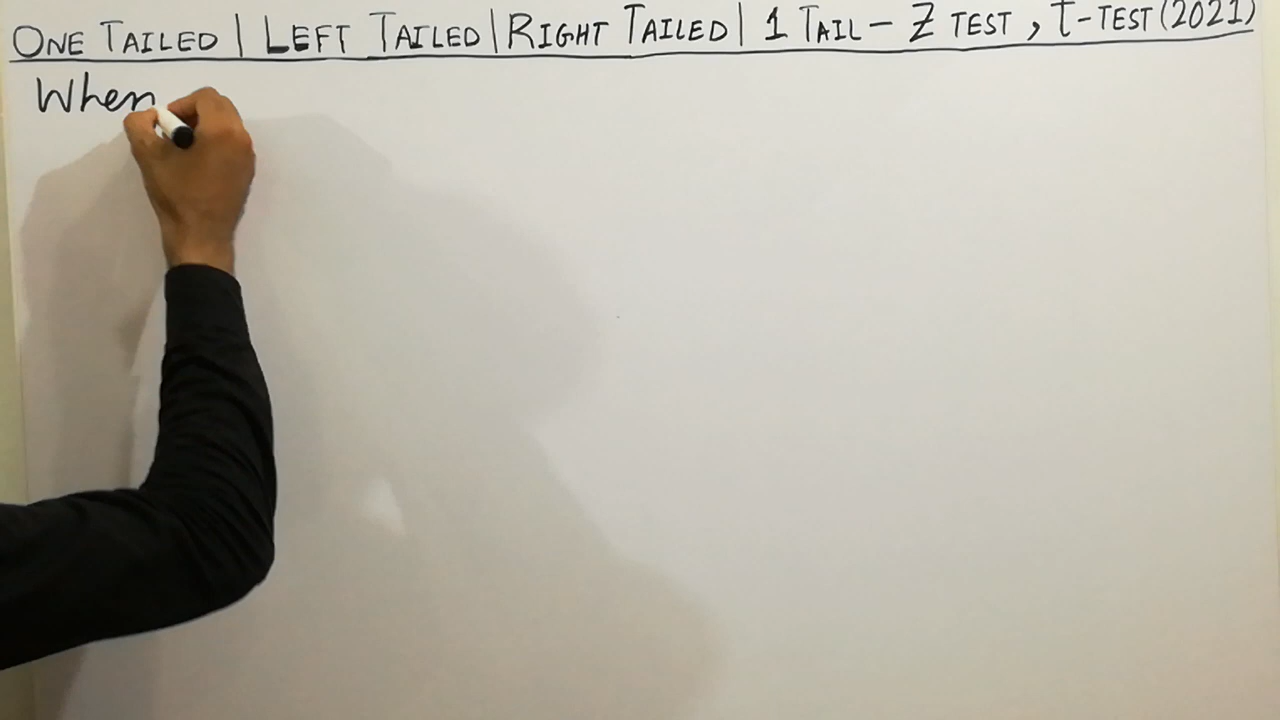 ONE TAILED | LEFT TAILED | RIGHT TAILED | 1 TAIL - Z TEST , T-TEST (2021)
When